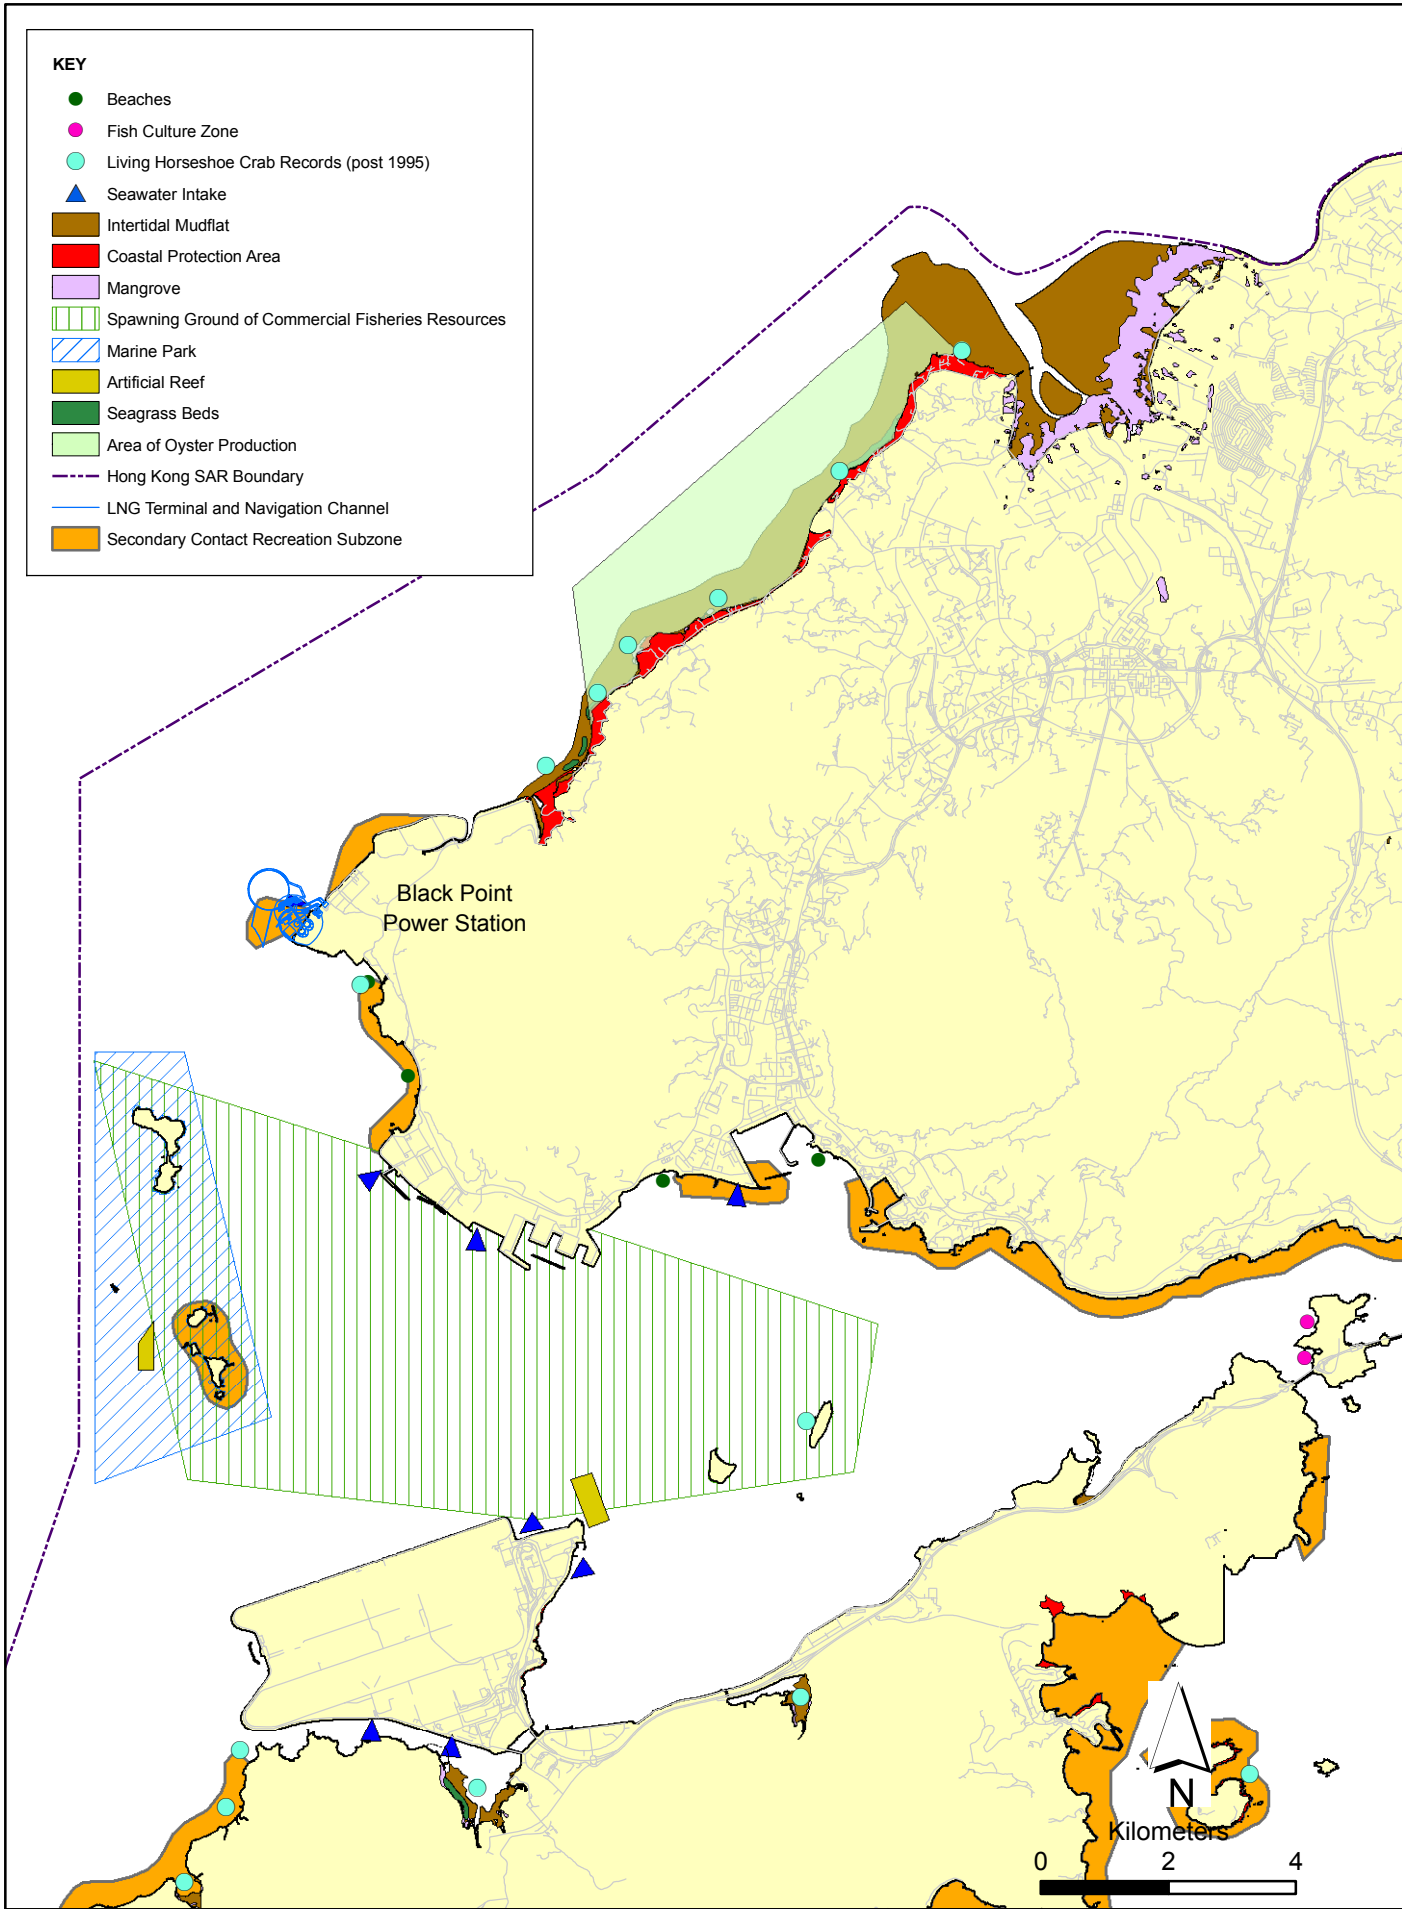 KEY
Beaches
Fish Culture Zone
Living Horseshoe Crab Records (post 1995)
Seawater Intake
Intertidal Mudflat
Coastal Protection Area
Mangrove
Spawning Ground of Commercial Fisheries Resources
Marine Park
Artificial Reef
Seagrass Beds
Area of Oyster Production
Hong Kong SAR Boundary
LNG Terminal and Navigation Channel
Secondary Contact Recreation Subzone
Black Point
Power Station
N
Kilometers
0 2 4